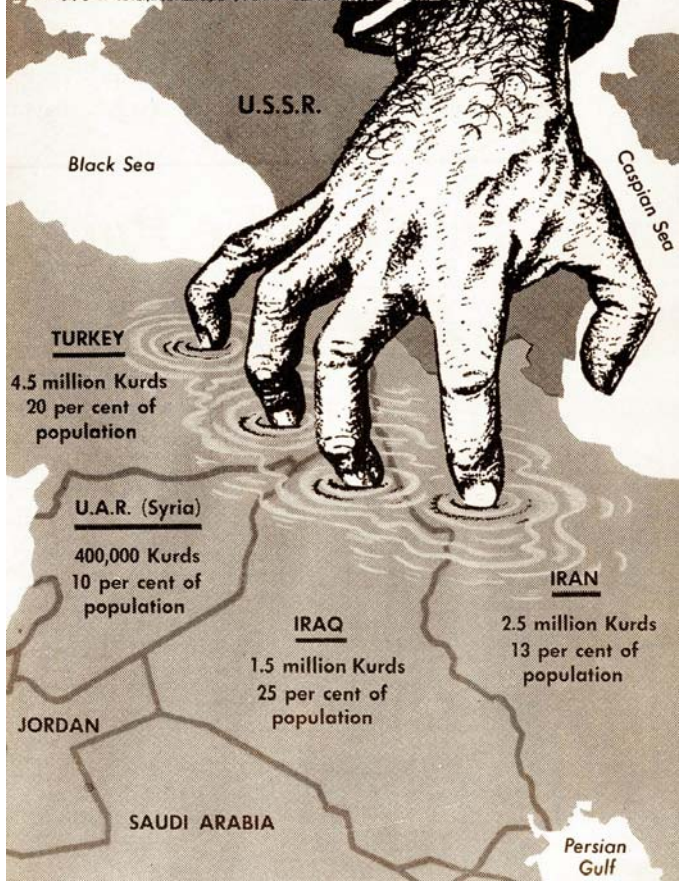 U.S.S.R.
Black Sea
Caspian Sea
TURKEY
4.5 million Kurds
20 per cent of
population
U.A.R. (Syria)
400,000 Kurds
10 per cent of
population
IRAQ
1.5 million Kurds
25 per cent of
population
IRAN
2.5 million Kurds
13 per cent of
population
JORDAN
SAUDI ARABIA
Persian
Gulf